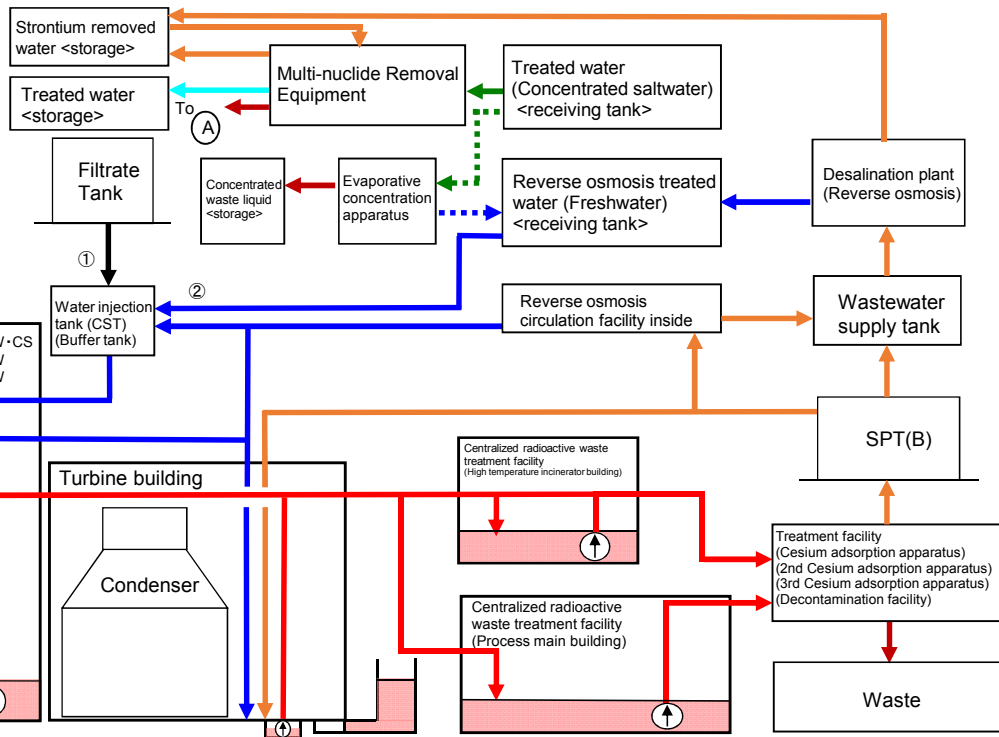 Strontium removed
water <storage>
Multi-nuclide Removal
Equipment
Treated water
(Concentrated saltwater)
<receiving tank>
Treated water
<storage>
To
A
Filtrate
Tank
Concentrated
waste liquid
<storage>
Evaporative
concentration
apparatus
Reverse osmosis treated
water (Freshwater)
<receiving tank>
Desalination plant
(Reverse osmosis)
①
②
Water injection
tank (CST)
(Buffer tank)
Reverse osmosis
circulation facility inside
Wastewater
supply tank
・CS
SPT(B)
Turbine building
Condenser
Centralized radioactive waste
treatment facility
(High temperature incinerator building)
Centralized radioactive
waste treatment facility
(Process main building)
Treatment facility
(Cesium adsorption apparatus)
(2nd Cesium adsorption apparatus)
(3rd Cesium adsorption apparatus)
(Decontamination facility)
Waste